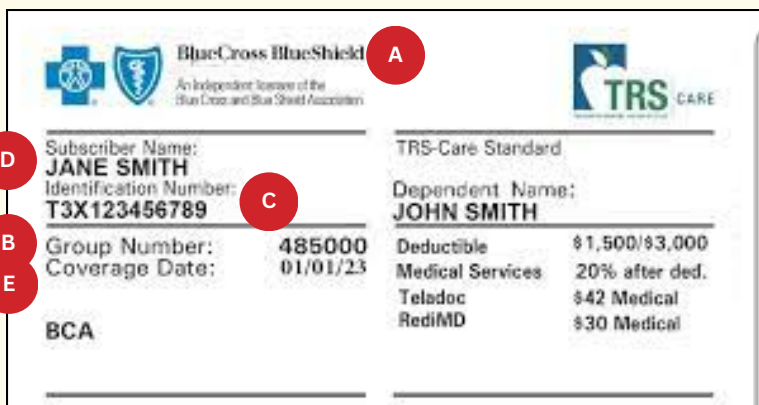 BlueCross BlueShield
A
An Independent licensee of the
Blue Cross and Blue Shield Association
TRS CARE
D
Subscriber Name:
JANE SMITH
Identification Number:
T3X123456789
C
TRS-Care Standard
Dependent Name:
JOHN SMITH
B
Group Number: 485000
E
Coverage Date: 01/01/23
BCA
Deductible $1,500/$3,000
Medical Services 20% after ded.
Teladoc $42 Medical
RediMD $30 Medical